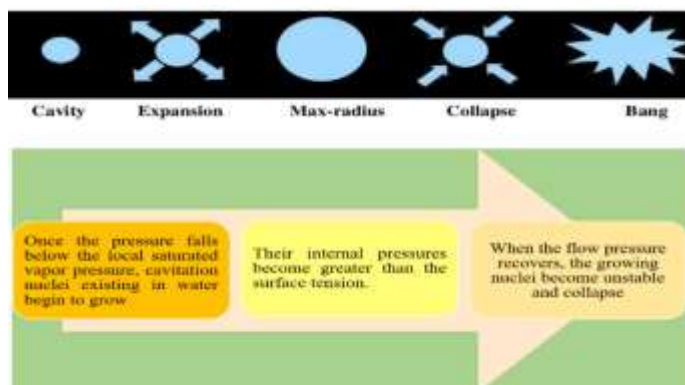 Cavity Expansion Max-radius Collapse Bang
Once the pressure falls
below the local saturated
vapor pressure, cavitation
nuclei existing in water
begin to grow
Their internal pressures
become greater than the
surface tension.
When the flow pressure
recovers, the growing
nuclei become unstable
and collapse